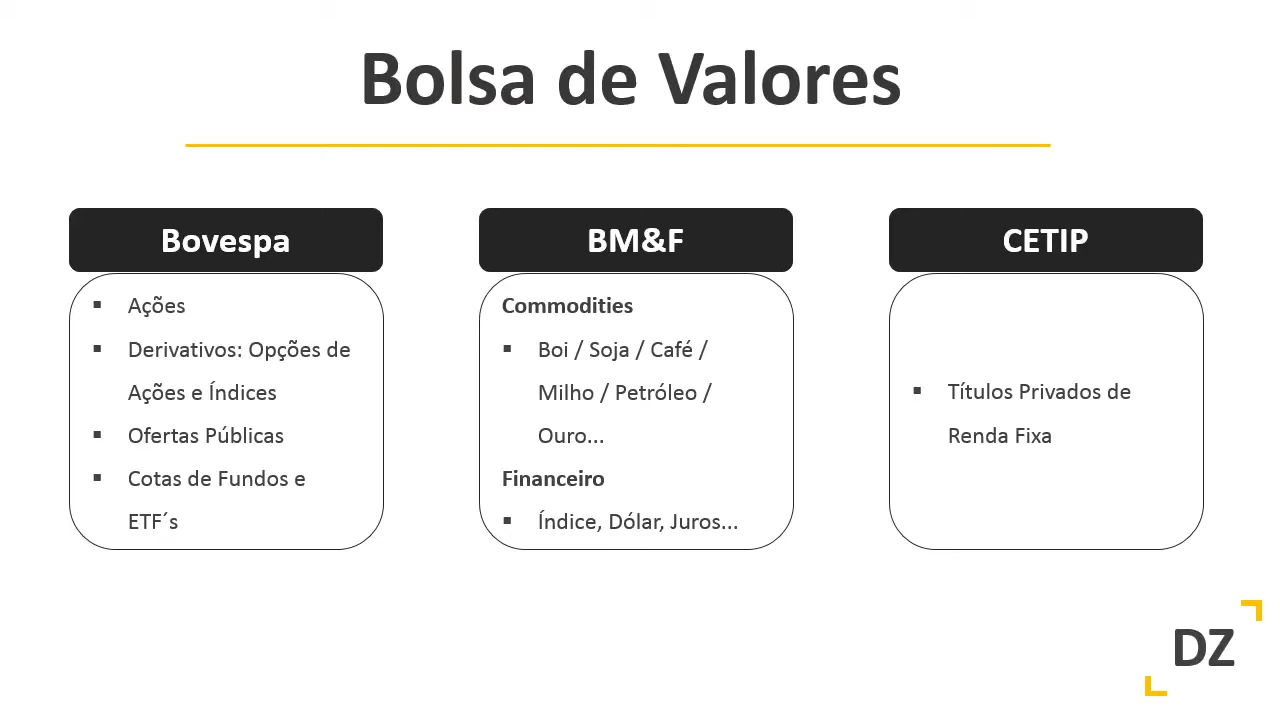 Bolsa de Valores
Bovespa
▪ Ações
▪ Derivativos: Opções de
Ações e Índices
▪ Ofertas Públicas
▪ Cotas de Fundos e
ETF´s
BM&F
Commodities
▪ Boi / Soja / Café /
Milho / Petróleo /
Ouro...
Financeiro
▪ Índice, Dólar, Juros...
CETIP
▪ Títulos Privados de
Renda Fixa
DZ